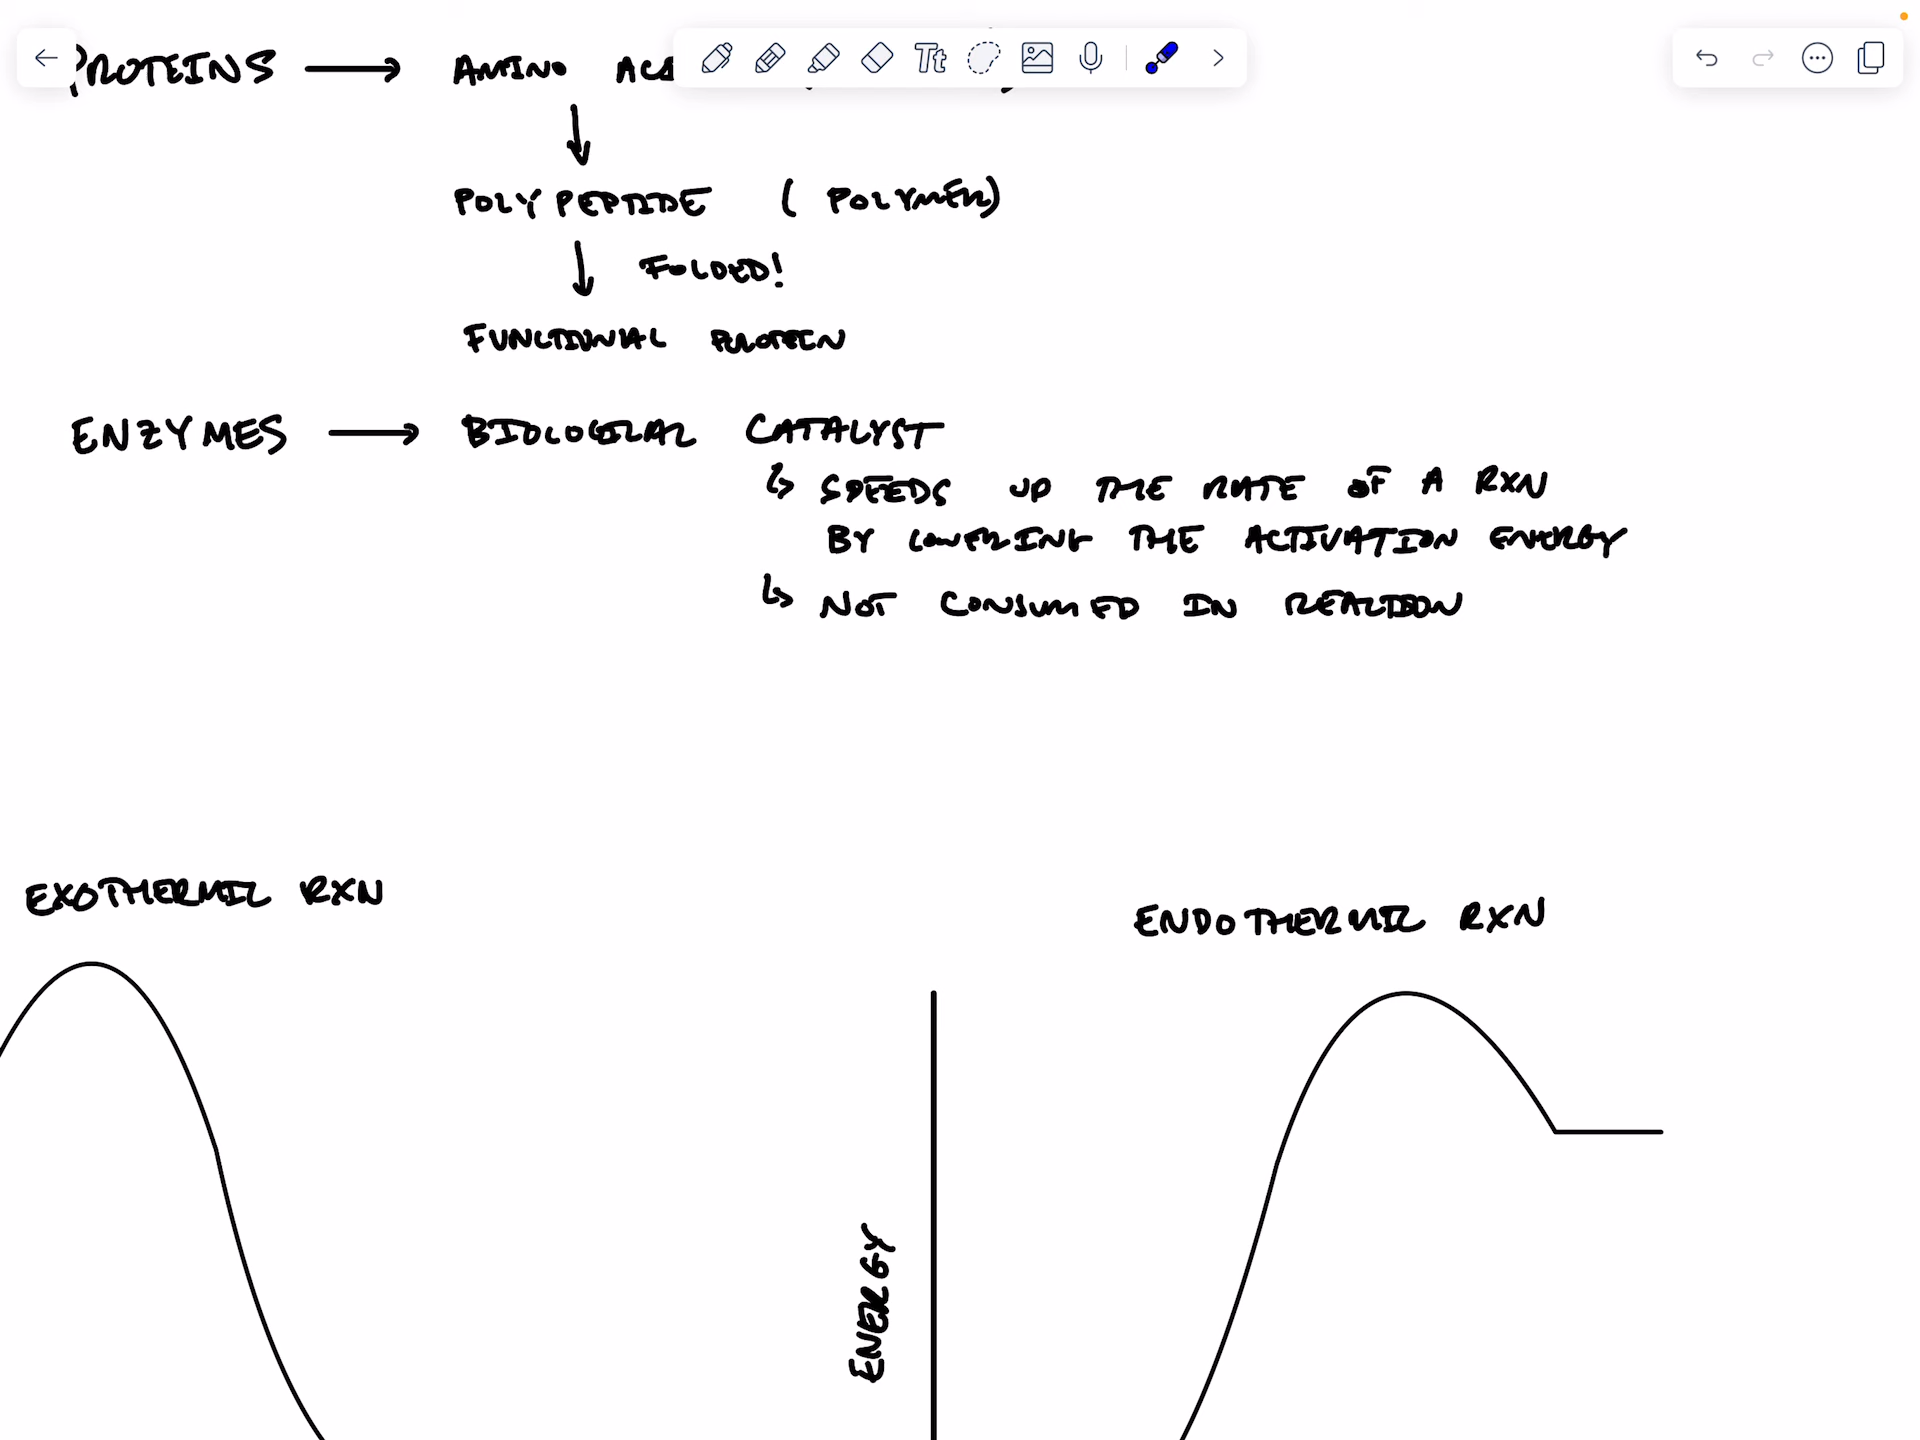 PROTEINS → AMINO
↓
POLYPEPTIDE (POLYMER)
↓ FOLDED!
FUNCTIONAL PROTEIN
ENZYMES → BIOLOGICAL CATALYST
↳ SPEEDS UP THE RATE OF A RXN
BY LOWERING THE ACTIVATION ENERGY
↳ NOT CONSUMED IN REACTION
EXOTHERMIC RXN
ENDOTHERMIC RXN
ENERGY
Tt